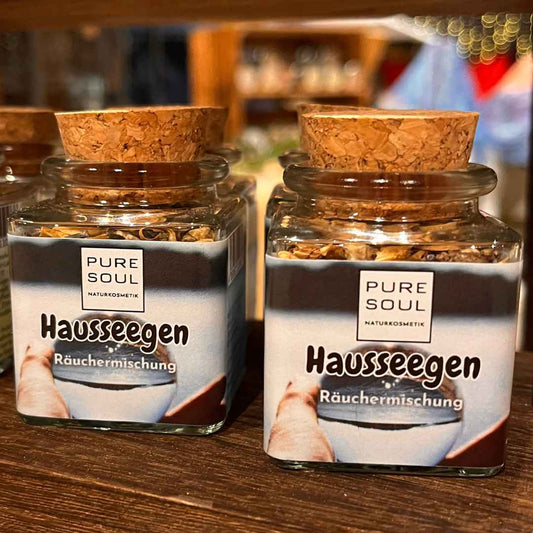 PURE
SOUL
NATURKOSMETIK
Hausseegen
Räuchermischung
PURE
SOUL
NATURKOSMETIK
Hausseegen
Räuchermischung